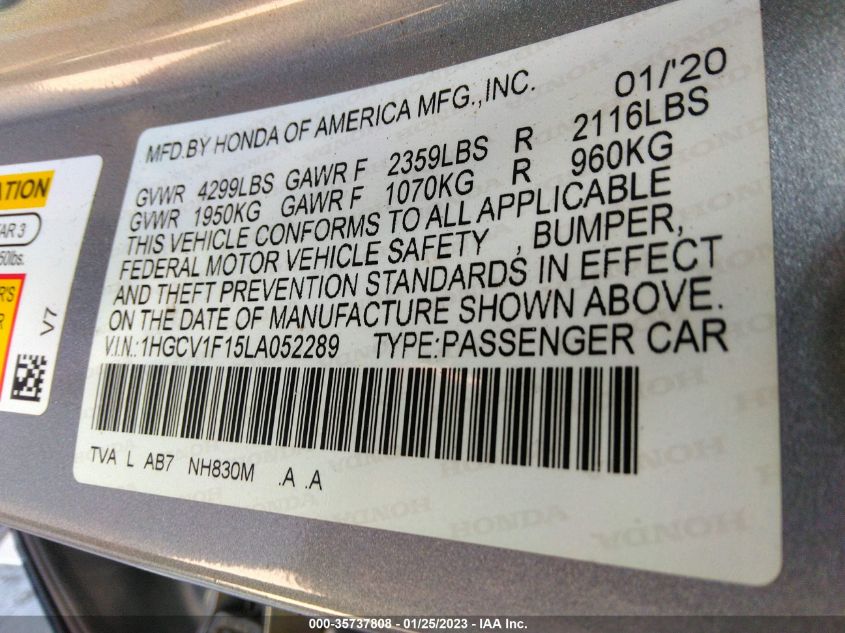 MFD.BY HONDA OF AMERICA MFG.,INC. 01/'20
GVWR 4299LBS GAWR F 2359LBS R 2116LBS
GVWR 1950KG GAWR F 1070KG R 960KG
THIS VEHICLE CONFORMS TO ALL APPLICABLE
FEDERAL MOTOR VEHICLE SAFETY , BUMPER,
AND THEFT PREVENTION STANDARDS IN EFFECT
ON THE DATE OF MANUFACTURE SHOWN ABOVE.
V.I.N.:1HGCV1F15LA052289 TYPE:PASSENGER CAR
TVA L AB7 NH830M .A .A
HONDA HONDA
V7
000-35737808 - 01/25/2023 - IAA Inc.